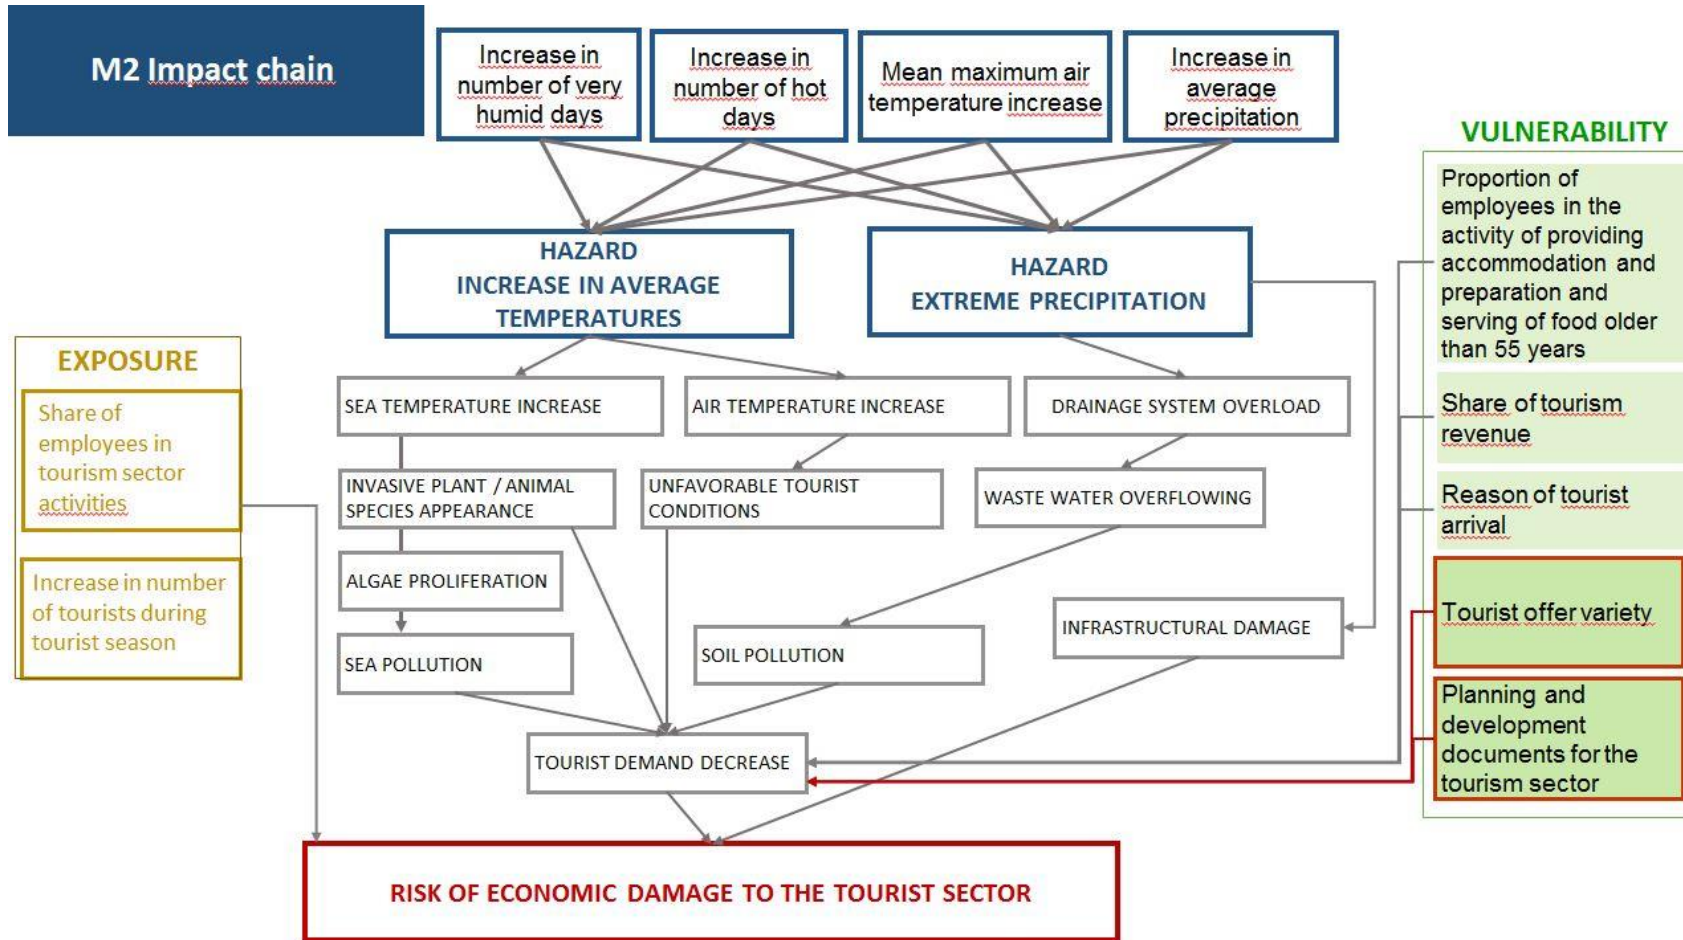 M2 Impact chain
Increase in
number of very
humid days
Increase in
number of hot
days
Mean maximum air
temperature increase
Increase in
average
precipitation
VULNERABILITY
Proportion of
employees in the
activity of providing
accommodation and
preparation and
serving of food older
than 55 years
Share of tourism
revenue
Reason of tourist
arrival
Tourist offer variety
Planning and
development
documents for the
tourism sector
HAZARD
INCREASE IN AVERAGE
TEMPERATURES
HAZARD
EXTREME PRECIPITATION
EXPOSURE
Share of
employees in
tourism sector
activities
Increase in number
of tourists during
tourist season
SEA TEMPERATURE INCREASE
AIR TEMPERATURE INCREASE
DRAINAGE SYSTEM OVERLOAD
INVASIVE PLANT / ANIMAL
SPECIES APPEARANCE
UNFAVORABLE TOURIST
CONDITIONS
WASTE WATER OVERFLOWING
ALGAE PROLIFERATION
INFRASTRUCTURAL DAMAGE
SEA POLLUTION
SOIL POLLUTION
TOURIST DEMAND DECREASE
RISK OF ECONOMIC DAMAGE TO THE TOURIST SECTOR